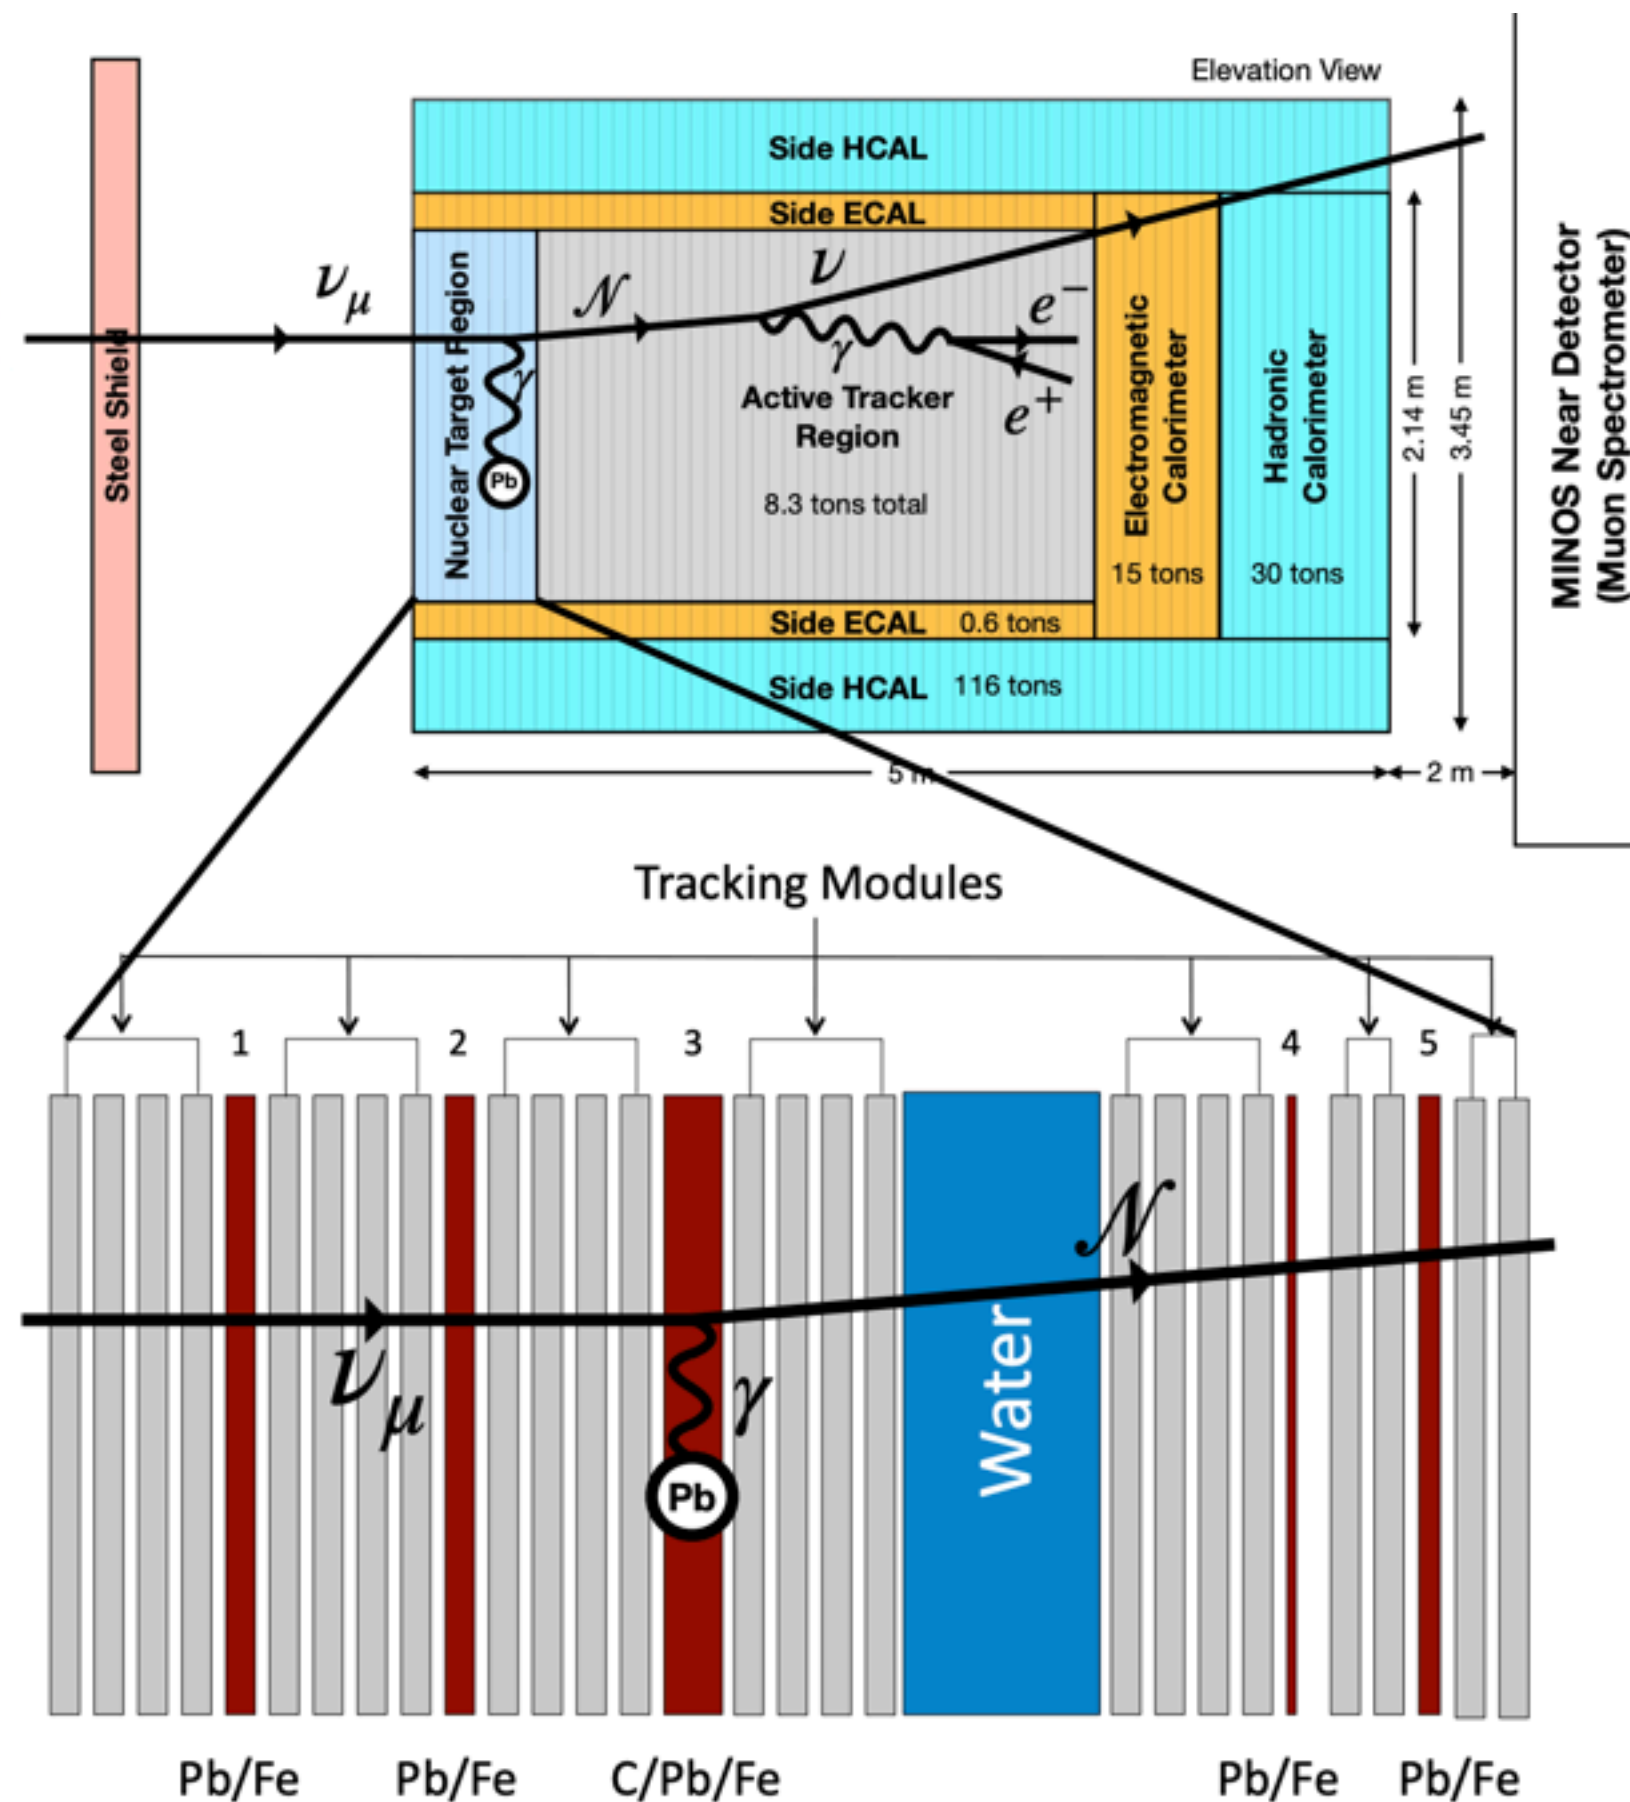 Elevation View
Side HCAL
Side ECAL
Steel Shield
ν_μ
Nuclear Target Region
γ
Pb
𝒩
ν
γ
e⁻
e⁺
Active Tracker
Region
8.3 tons total
Electromagnetic
Calorimeter
15 tons
Hadronic
Calorimeter
30 tons
2.14 m
3.45 m
MINOS Near Detector
(Muon Spectrometer)
Side ECAL 0.6 tons
Side HCAL 116 tons
5 m
2 m
Tracking Modules
1 2 3 4 5
𝒩
ν_μ
γ
Pb
Water
Pb/Fe Pb/Fe C/Pb/Fe Pb/Fe Pb/Fe